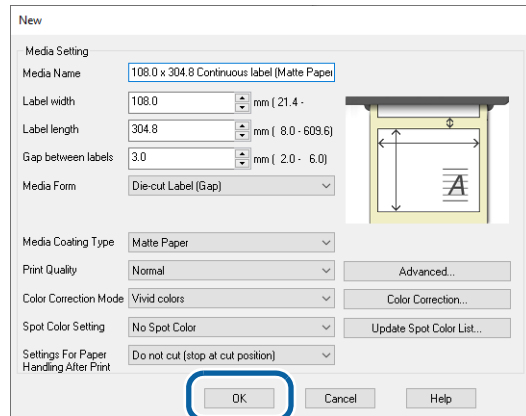 New
Media Setting
Media Name 108.0 x 304.8 Continuous label (Matte Paper
Label width 108.0 mm ( 21.4 -
Label length 304.8 mm ( 8.0 - 609.6)
Gap between labels 3.0 mm ( 2.0 - 6.0)
Media Form Die-cut Label (Gap)
A
Media Coating Type Matte Paper
Print Quality Normal Advanced...
Color Correction Mode Vivid colors Color Correction...
Spot Color Setting No Spot Color Update Spot Color List...
Settings For Paper Do not cut (stop at cut position)
Handling After Print
OK Cancel Help